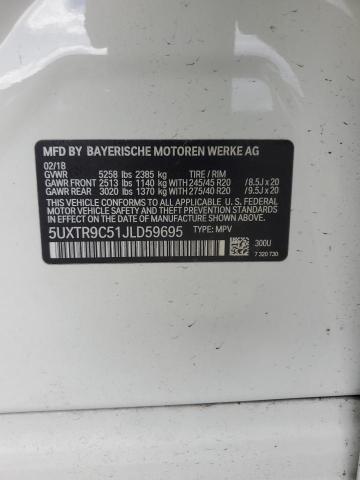 MFD BY BAYERISCHE MOTOREN WERKE AG
02/18
GVWR 5258 lbs 2385 kg TIRE / RIM
GAWR FRONT 2513 lbs 1140 kg WITH 245/45 R20 /8.5J x 20
GAWR REAR 3020 lbs 1370 kg WITH 275/40 R20 /9.5J x 20
THIS VEHICLE CONFORMS TO ALL APPLICABLE U.S. FEDERAL
MOTOR VEHICLE SAFETY, BUMPER, AND THEFT PREVENTION
STANDARDS IN EFFECT ON THE DATE OF MANUFACTURE SHOWN ABOVE.
5UXTR9C51JLD59695 TYPE: MPV
.300U
7 320 730